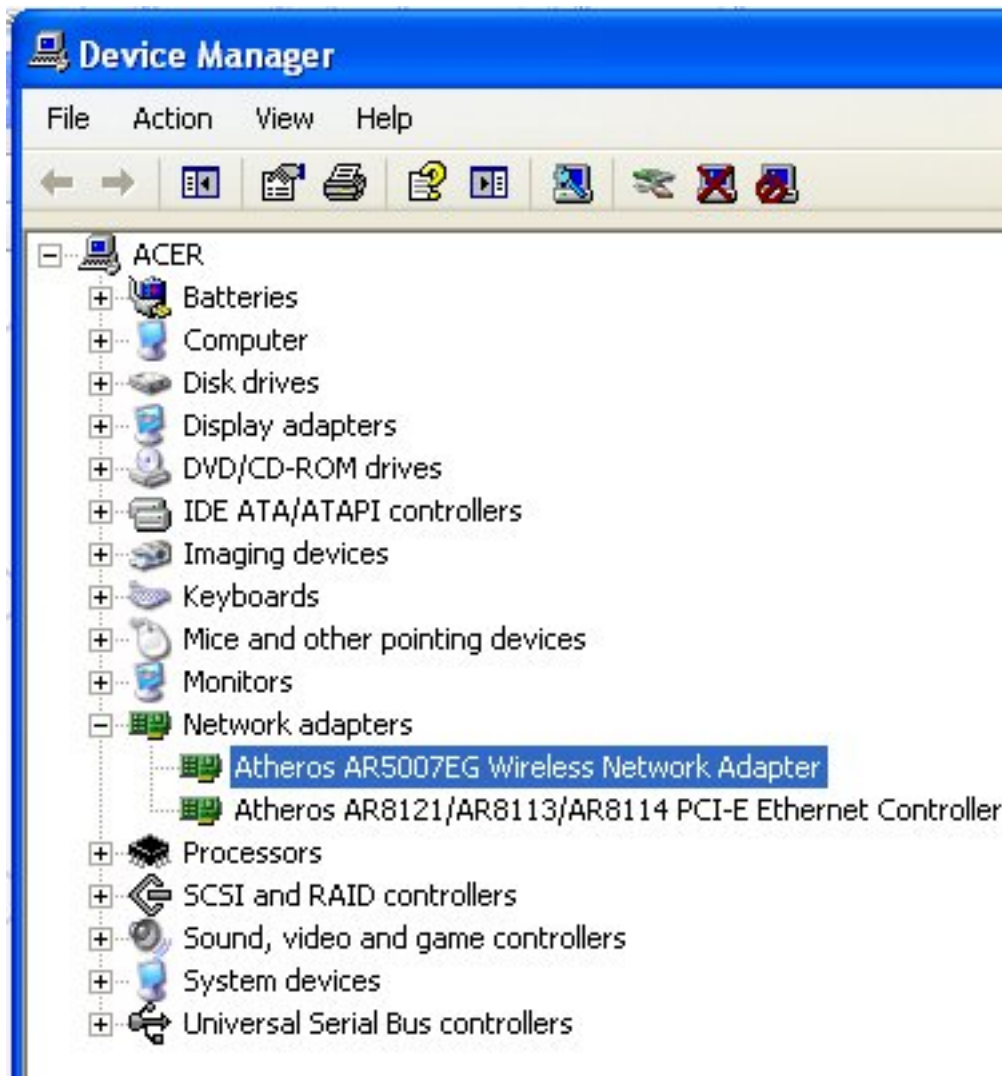 Device Manager
File Action View Help
ACER
Batteries
Computer
Disk drives
Display adapters
DVD/CD-ROM drives
IDE ATA/ATAPI controllers
Imaging devices
Keyboards
Mice and other pointing devices
Monitors
Network adapters
Atheros AR5007EG Wireless Network Adapter
Atheros AR8121/AR8113/AR8114 PCI-E Ethernet Controller
Processors
SCSI and RAID controllers
Sound, video and game controllers
System devices
Universal Serial Bus controllers